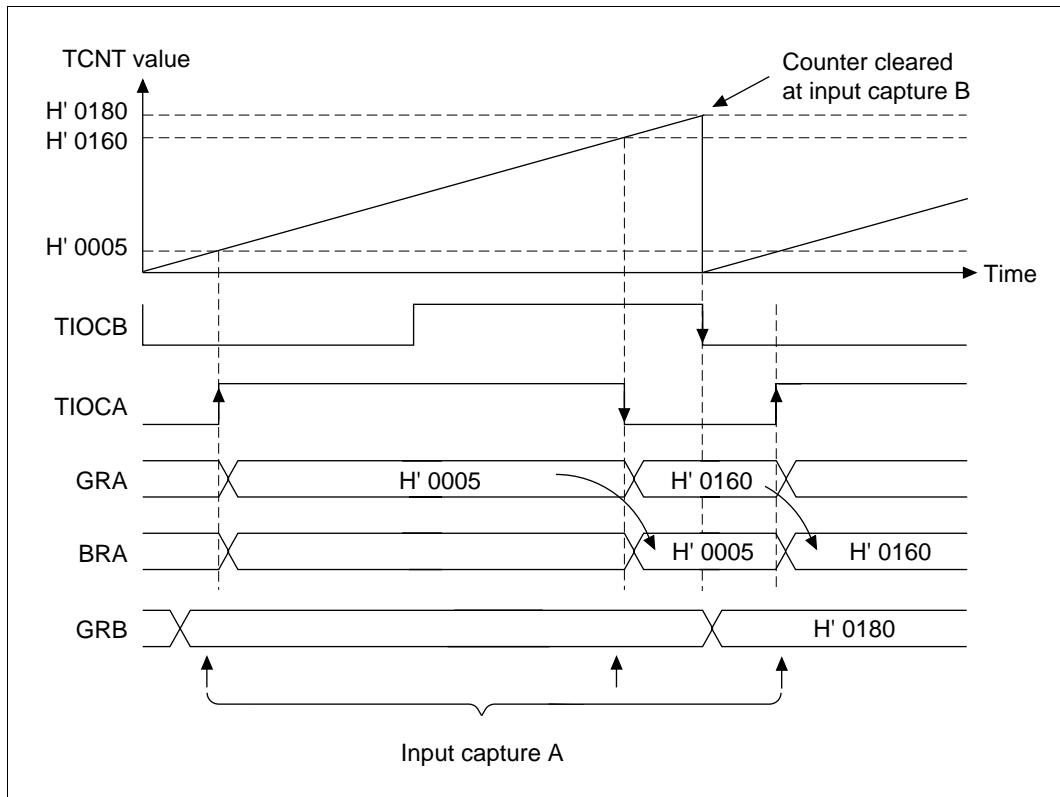 TCNT value
Counter cleared
at input capture B
H' 0180
H' 0160
H' 0005
Time
TIOCB
TIOCA
GRA
H' 0005
H' 0160
BRA
H' 0005
H' 0160
GRB
H' 0180
Input capture A